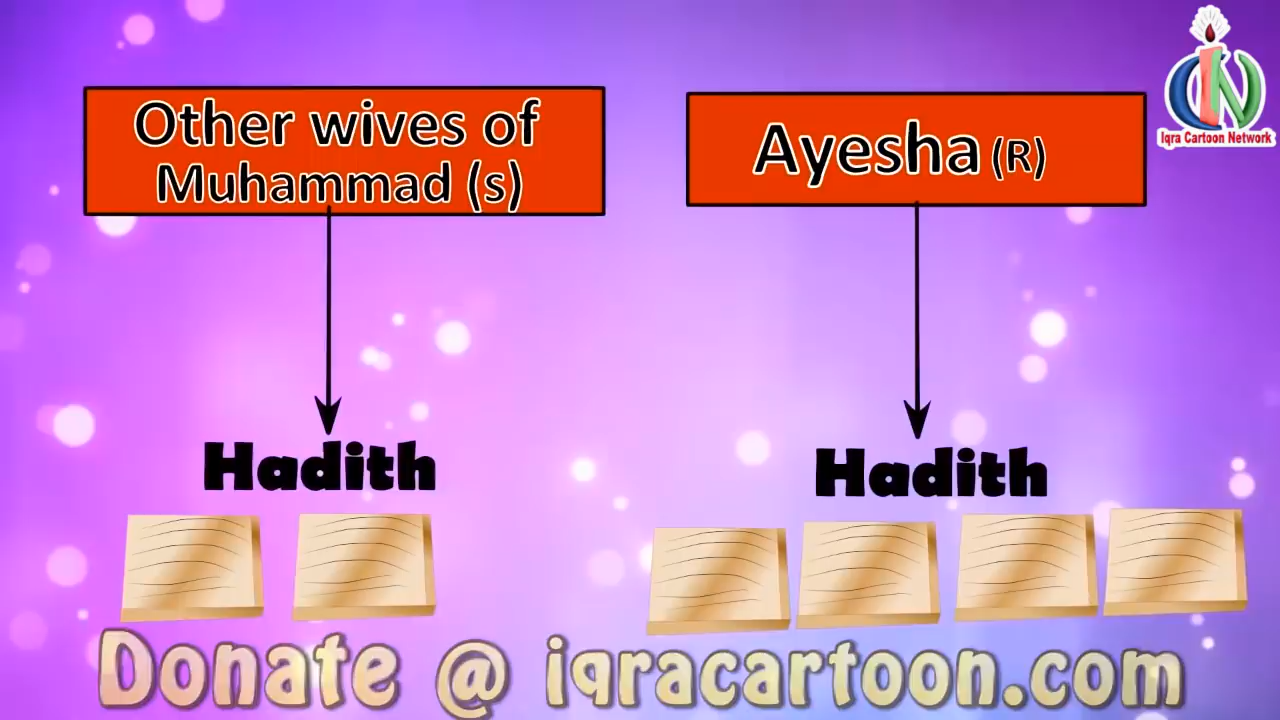 Other wives of
Muhammad (s)
Ayesha (R)
Iqra Cartoon Network
Hadith
Hadith
Donate @ iqracartoon.com